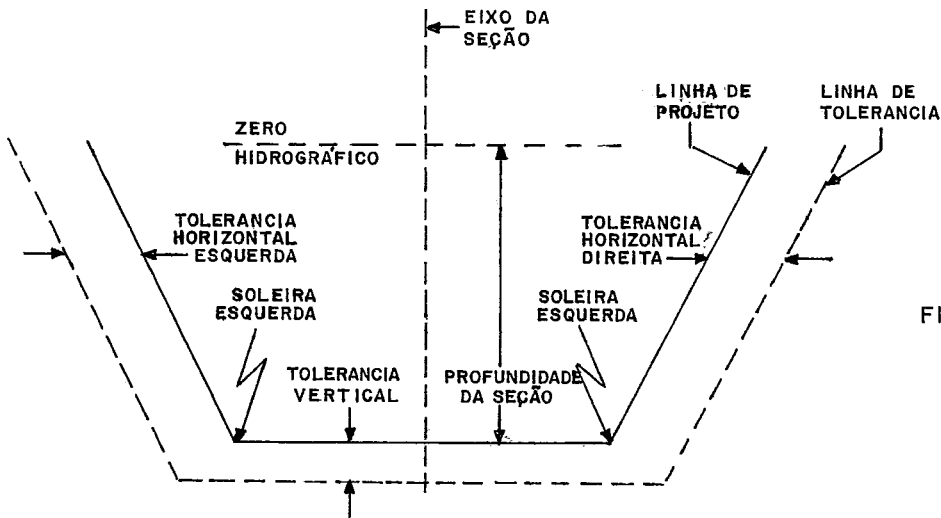 EIXO DA
SEÇÃO
LINHA DE
PROJETO
LINHA DE
TOLERANCIA
ZERO
HIDROGRÁFICO
TOLERANCIA
HORIZONTAL
ESQUERDA
TOLERANCIA
HORIZONTAL
DIREITA
SOLEIRA
ESQUERDA
SOLEIRA
ESQUERDA
FI
TOLERANCIA
VERTICAL
PROFUNDIDADE
DA SEÇÃO